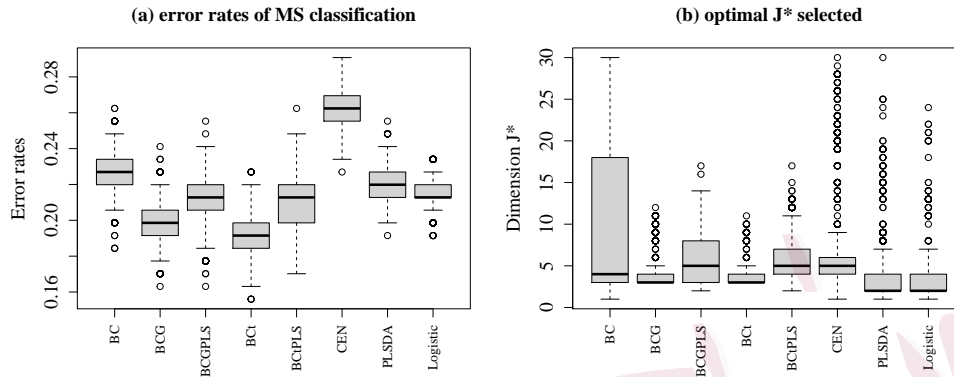 (a) error rates of MS classification
(b) optimal J* selected
Error rates
0.16
0.20
0.24
0.28
BC
BCG
BCGPLS
BCt
BCtPLS
CEN
PLSDA
Logistic
Dimension J*
0
5
10
15
20
25
30
BC
BCG
BCGPLS
BCt
BCtPLS
CEN
PLSDA
Logistic